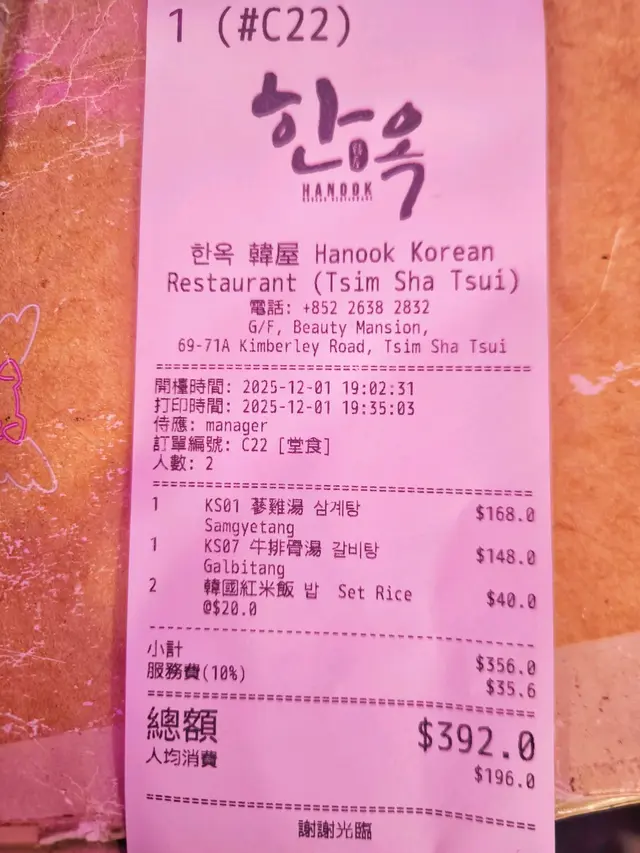 1 (#C22)
한옥
HANOOK
한옥 韓屋 Hanook Korean
Restaurant (Tsim Sha Tsui)
電話: +852 2638 2832
G/F, Beauty Mansion,
69-71A Kimberley Road, Tsim Sha Tsui
開檯時間: 2025-12-01 19:02:31
打印時間: 2025-12-01 19:35:03
侍應: manager
訂單編號: C22 [堂食]
人數: 2
1 KS01 蔘雞湯 삼계탕 $168.0
Samgyetang
1 KS07 牛排骨湯 갈비탕 $148.0
Galbitang
2 韓國紅米飯 밥 Set Rice $40.0
@$20.0
小計 $356.0
服務費(10%) $35.6
總額 $392.0
人均消費 $196.0
謝謝光臨